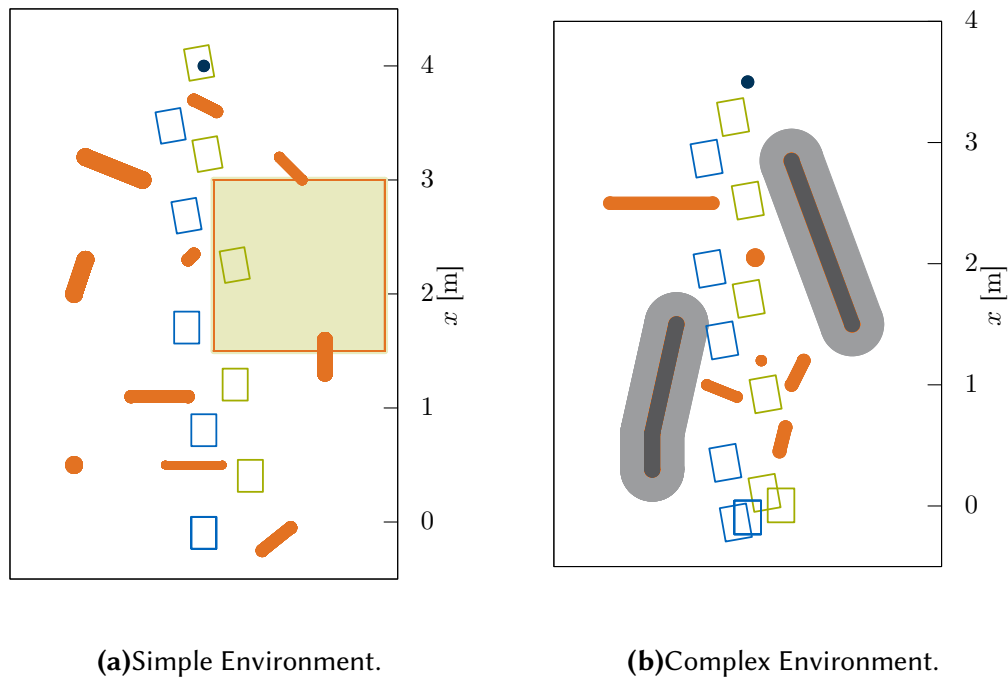 4
3
2
1
0
x [m]
4
3
2
1
0
x [m]
(a)Simple Environment.
(b)Complex Environment.